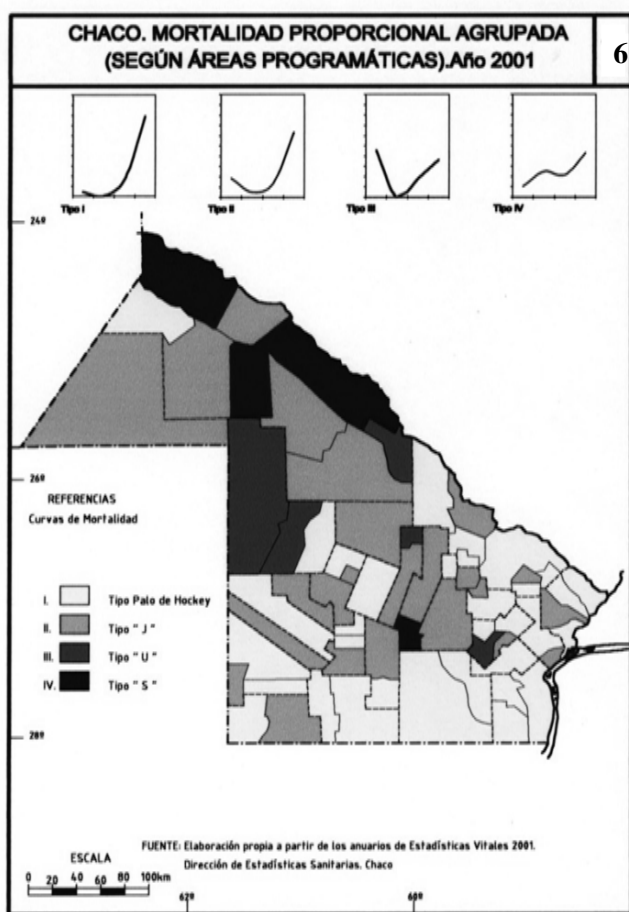 CHACO. MORTALIDAD PROPORCIONAL AGRUPADA
(SEGÚN ÁREAS PROGRAMÁTICAS).Año 2001
6
Tipo I
Tipo II
Tipo III
Tipo IV
24º
26º
REFERENCIAS
Curvas de Mortalidad
I. Tipo Palo de Hockey
II. Tipo " J "
III. Tipo " U "
IV. Tipo " S "
28º
FUENTE: Elaboración propia a partir de los anuarios de Estadísticas Vitales 2001.
Dirección de Estadísticas Sanitarias. Chaco
ESCALA
0 20 40 60 80 100km
62º
60º